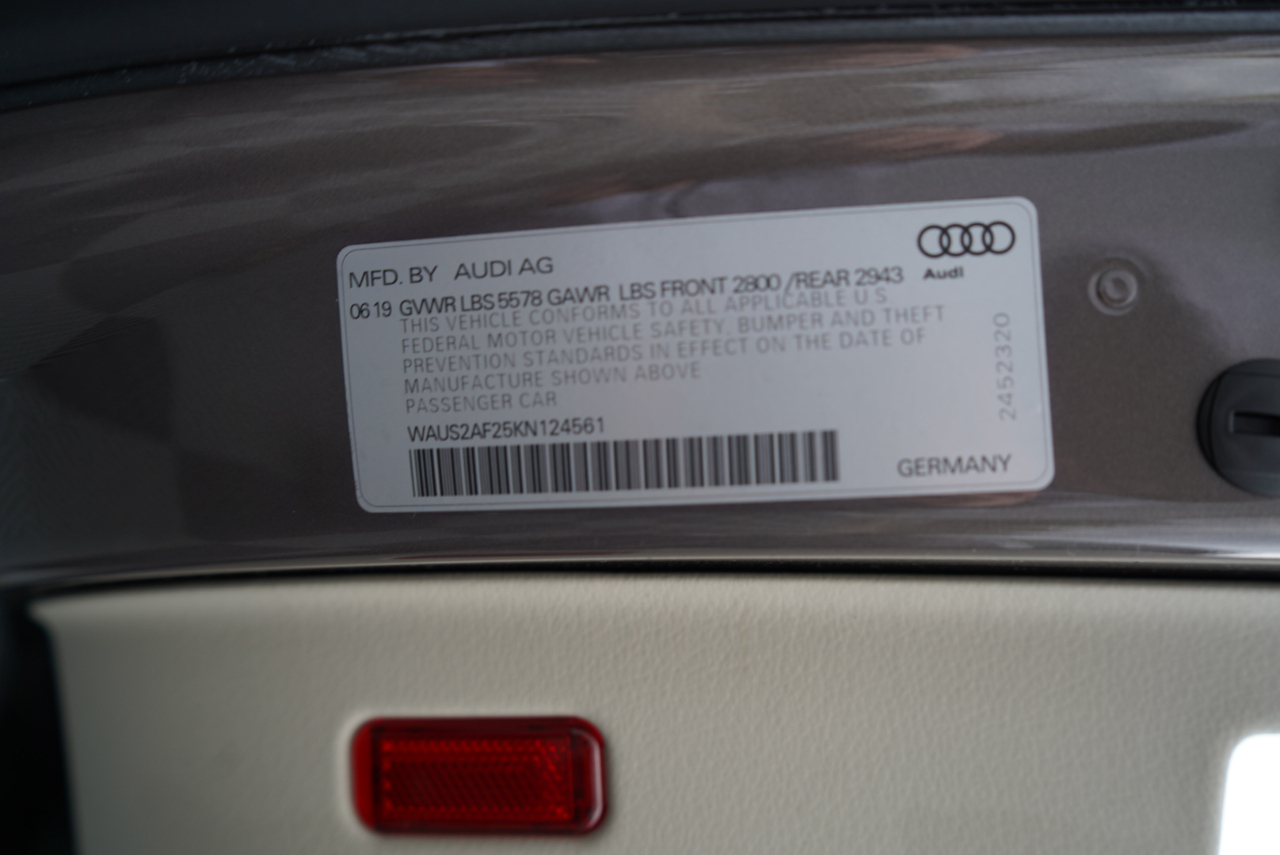 MFD. BY AUDI AG
Audi
06 19 GVWR LBS 5578 GAWR LBS FRONT 2800 / REAR 2943
THIS VEHICLE CONFORMS TO ALL APPLICABLE U S
FEDERAL MOTOR VEHICLE SAFETY, BUMPER AND THEFT
PREVENTION STANDARDS IN EFFECT ON THE DATE OF
MANUFACTURE SHOWN ABOVE
PASSENGER CAR
WAUS2AF25KN124561
GERMANY
2452320